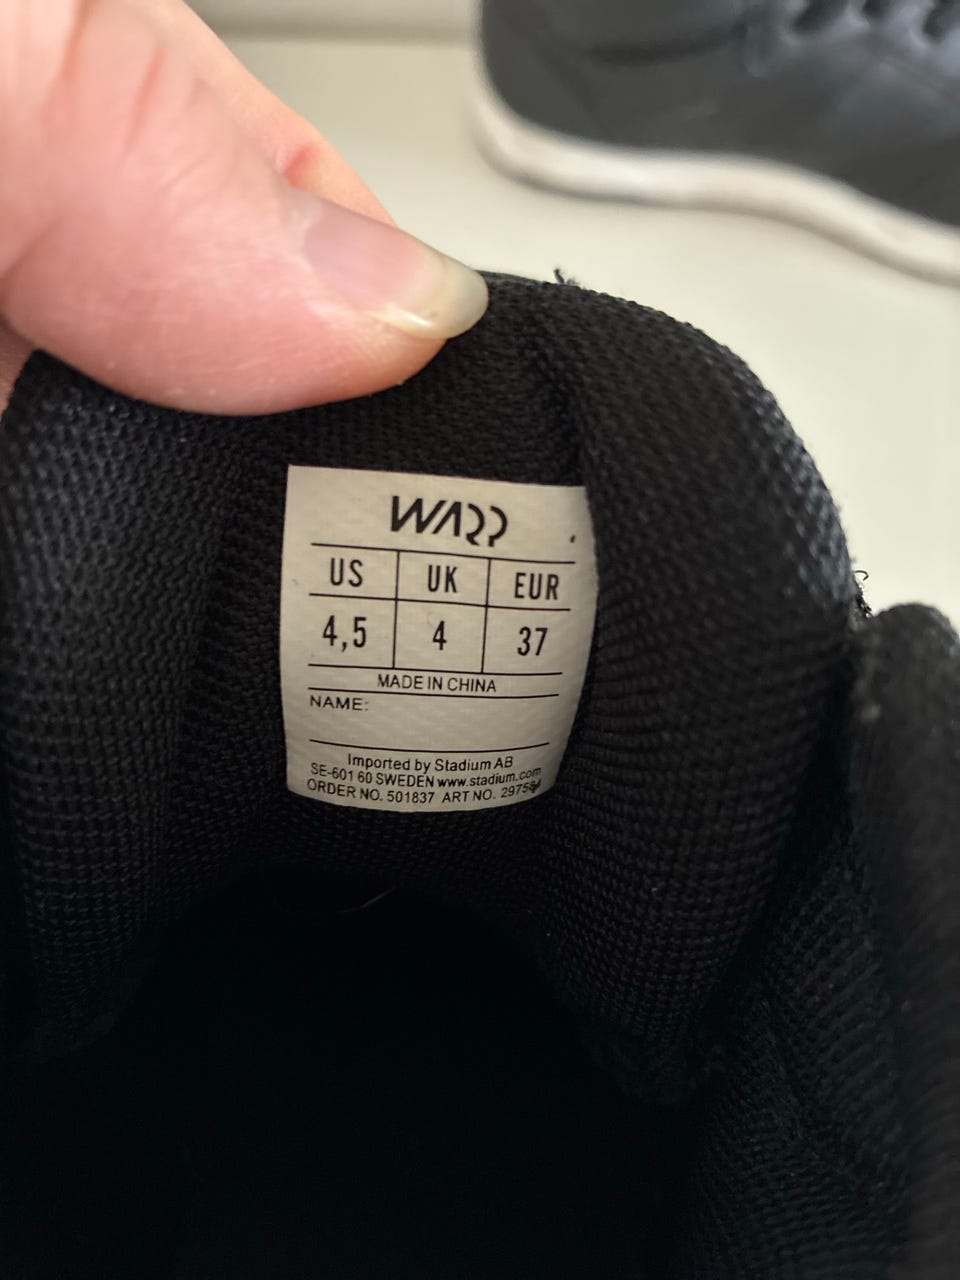 WARP
US UK EUR
4,5 4 37
MADE IN CHINA
NAME:
Imported by Stadium AB
SE-601 60 SWEDEN www.stadium.com
ORDER NO. 501837 ART NO.